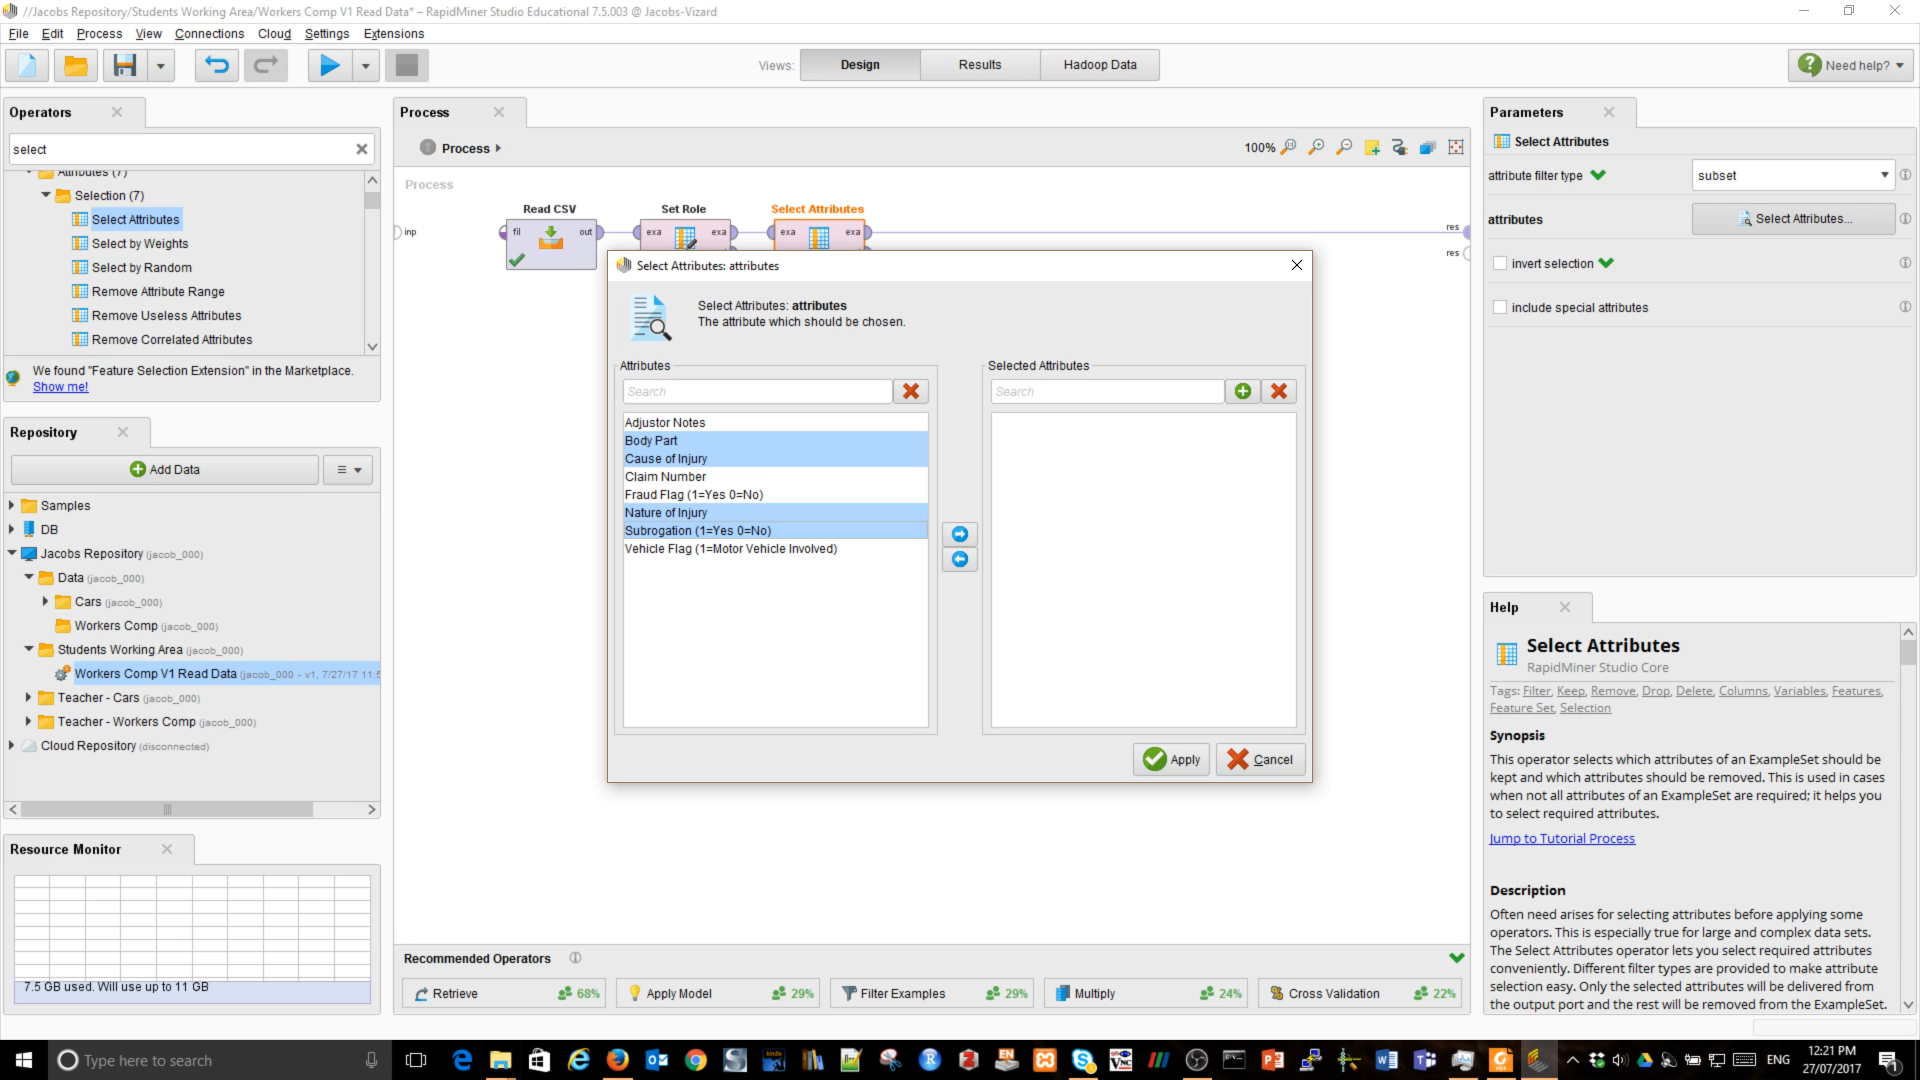 //Jacobs Repository/Students Working Area/Workers Comp V1 Read Data* – RapidMiner Studio Educational 7.5.003 @ Jacobs-Vizard
File Edit Process View Connections Cloud Settings Extensions
Views: Design Results Hadoop Data
Need help?
Operators
select
Attributes (7)
Selection (7)
Select Attributes
Select by Weights
Select by Random
Remove Attribute Range
Remove Useless Attributes
Remove Correlated Attributes
We found "Feature Selection Extension" in the Marketplace.
Show me!
Repository
Add Data
Samples
DB
Jacobs Repository (jacob_000)
Data (jacob_000)
Cars (jacob_000)
Workers Comp (jacob_000)
Students Working Area (jacob_000)
Workers Comp V1 Read Data (jacob_000 - v1, 7/27/17 11:5
Teacher - Cars (jacob_000)
Teacher - Workers Comp (jacob_000)
Cloud Repository (disconnected)
Resource Monitor
7.5 GB used. Will use up to 11 GB
Process
Process
100%
Process
Read CSV Set Role Select Attributes
inp fil out exa exa exa exa res
res
Select Attributes: attributes
Select Attributes: attributes
The attribute which should be chosen.
Attributes
Search
Adjustor Notes
Body Part
Cause of Injury
Claim Number
Fraud Flag (1=Yes 0=No)
Nature of Injury
Subrogation (1=Yes 0=No)
Vehicle Flag (1=Motor Vehicle Involved)
Selected Attributes
Search
Apply Cancel
Recommended Operators
Retrieve 68% Apply Model 29% Filter Examples 29% Multiply 24% Cross Validation 22%
Parameters
Select Attributes
attribute filter type subset
attributes Select Attributes...
invert selection
include special attributes
Help
Select Attributes
RapidMiner Studio Core
Tags: Filter, Keep, Remove, Drop, Delete, Columns, Variables, Features,
Feature Set, Selection
Synopsis
This operator selects which attributes of an ExampleSet should be
kept and which attributes should be removed. This is used in cases
when not all attributes of an ExampleSet are required; it helps you
to select required attributes.
Jump to Tutorial Process
Description
Often need arises for selecting attributes before applying some
operators. This is especially true for large and complex data sets.
The Select Attributes operator lets you select required attributes
conveniently. Different filter types are provided to make attribute
selection easy. Only the selected attributes will be delivered from
the output port and the rest will be removed from the ExampleSet.
Type here to search
ENG
12:21 PM
27/07/2017
1